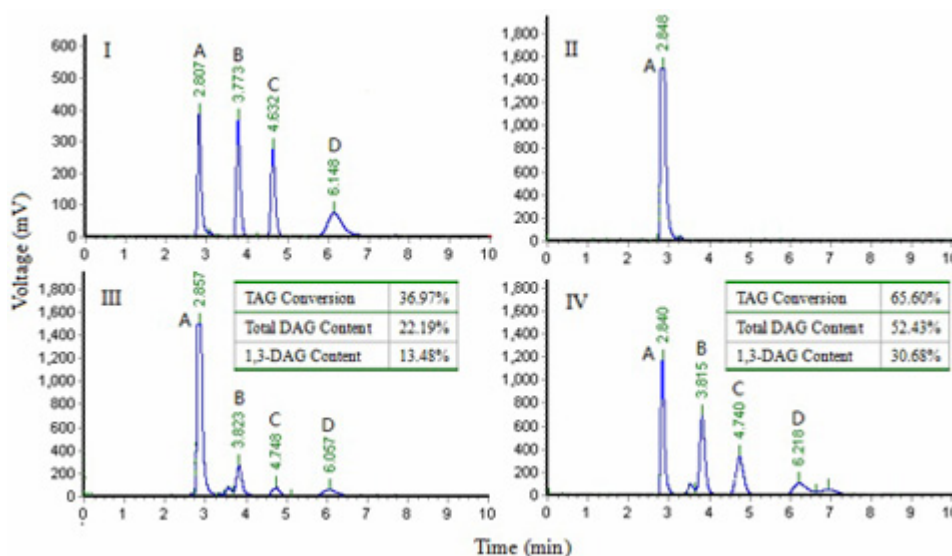 I
A
B
C
D
2.807
3.773
4.632
6.148
600
500
400
300
200
100
0
0 1 2 3 4 5 6 7 8 9 10
II
A
2.848
1,800
1,600
1,400
1,200
1,000
800
600
400
200
0
0 1 2 3 4 5 6 7 8 9 10
Voltage (mV)
III
A
B
C
D
2.857
3.823
4.748
6.057
TAG Conversion 36.97%
Total DAG Content 22.19%
1,3-DAG Content 13.48%
1,800
1,600
1,400
1,200
1,000
800
600
400
200
0
0 1 2 3 4 5 6 7 8 9 10
IV
A
B
C
D
2.840
3.815
4.740
6.218
TAG Conversion 65.60%
Total DAG Content 52.43%
1,3-DAG Content 30.68%
1,800
1,600
1,400
1,200
1,000
800
600
400
200
0
0 1 2 3 4 5 6 7 8 9 10
Time (min)